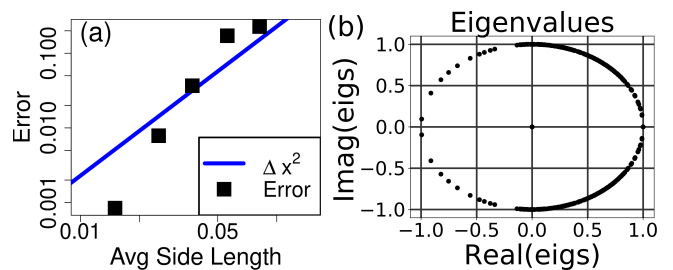 (a)
Error
0.100
0.010
0.001
Δ x²
Error
0.01
0.05
Avg Side Length
(b)
Eigenvalues
Imag(eigs)
1.0
0.5
0.0
−0.5
−1.0
−1.0
−0.5
0.0
0.5
1.0
Real(eigs)